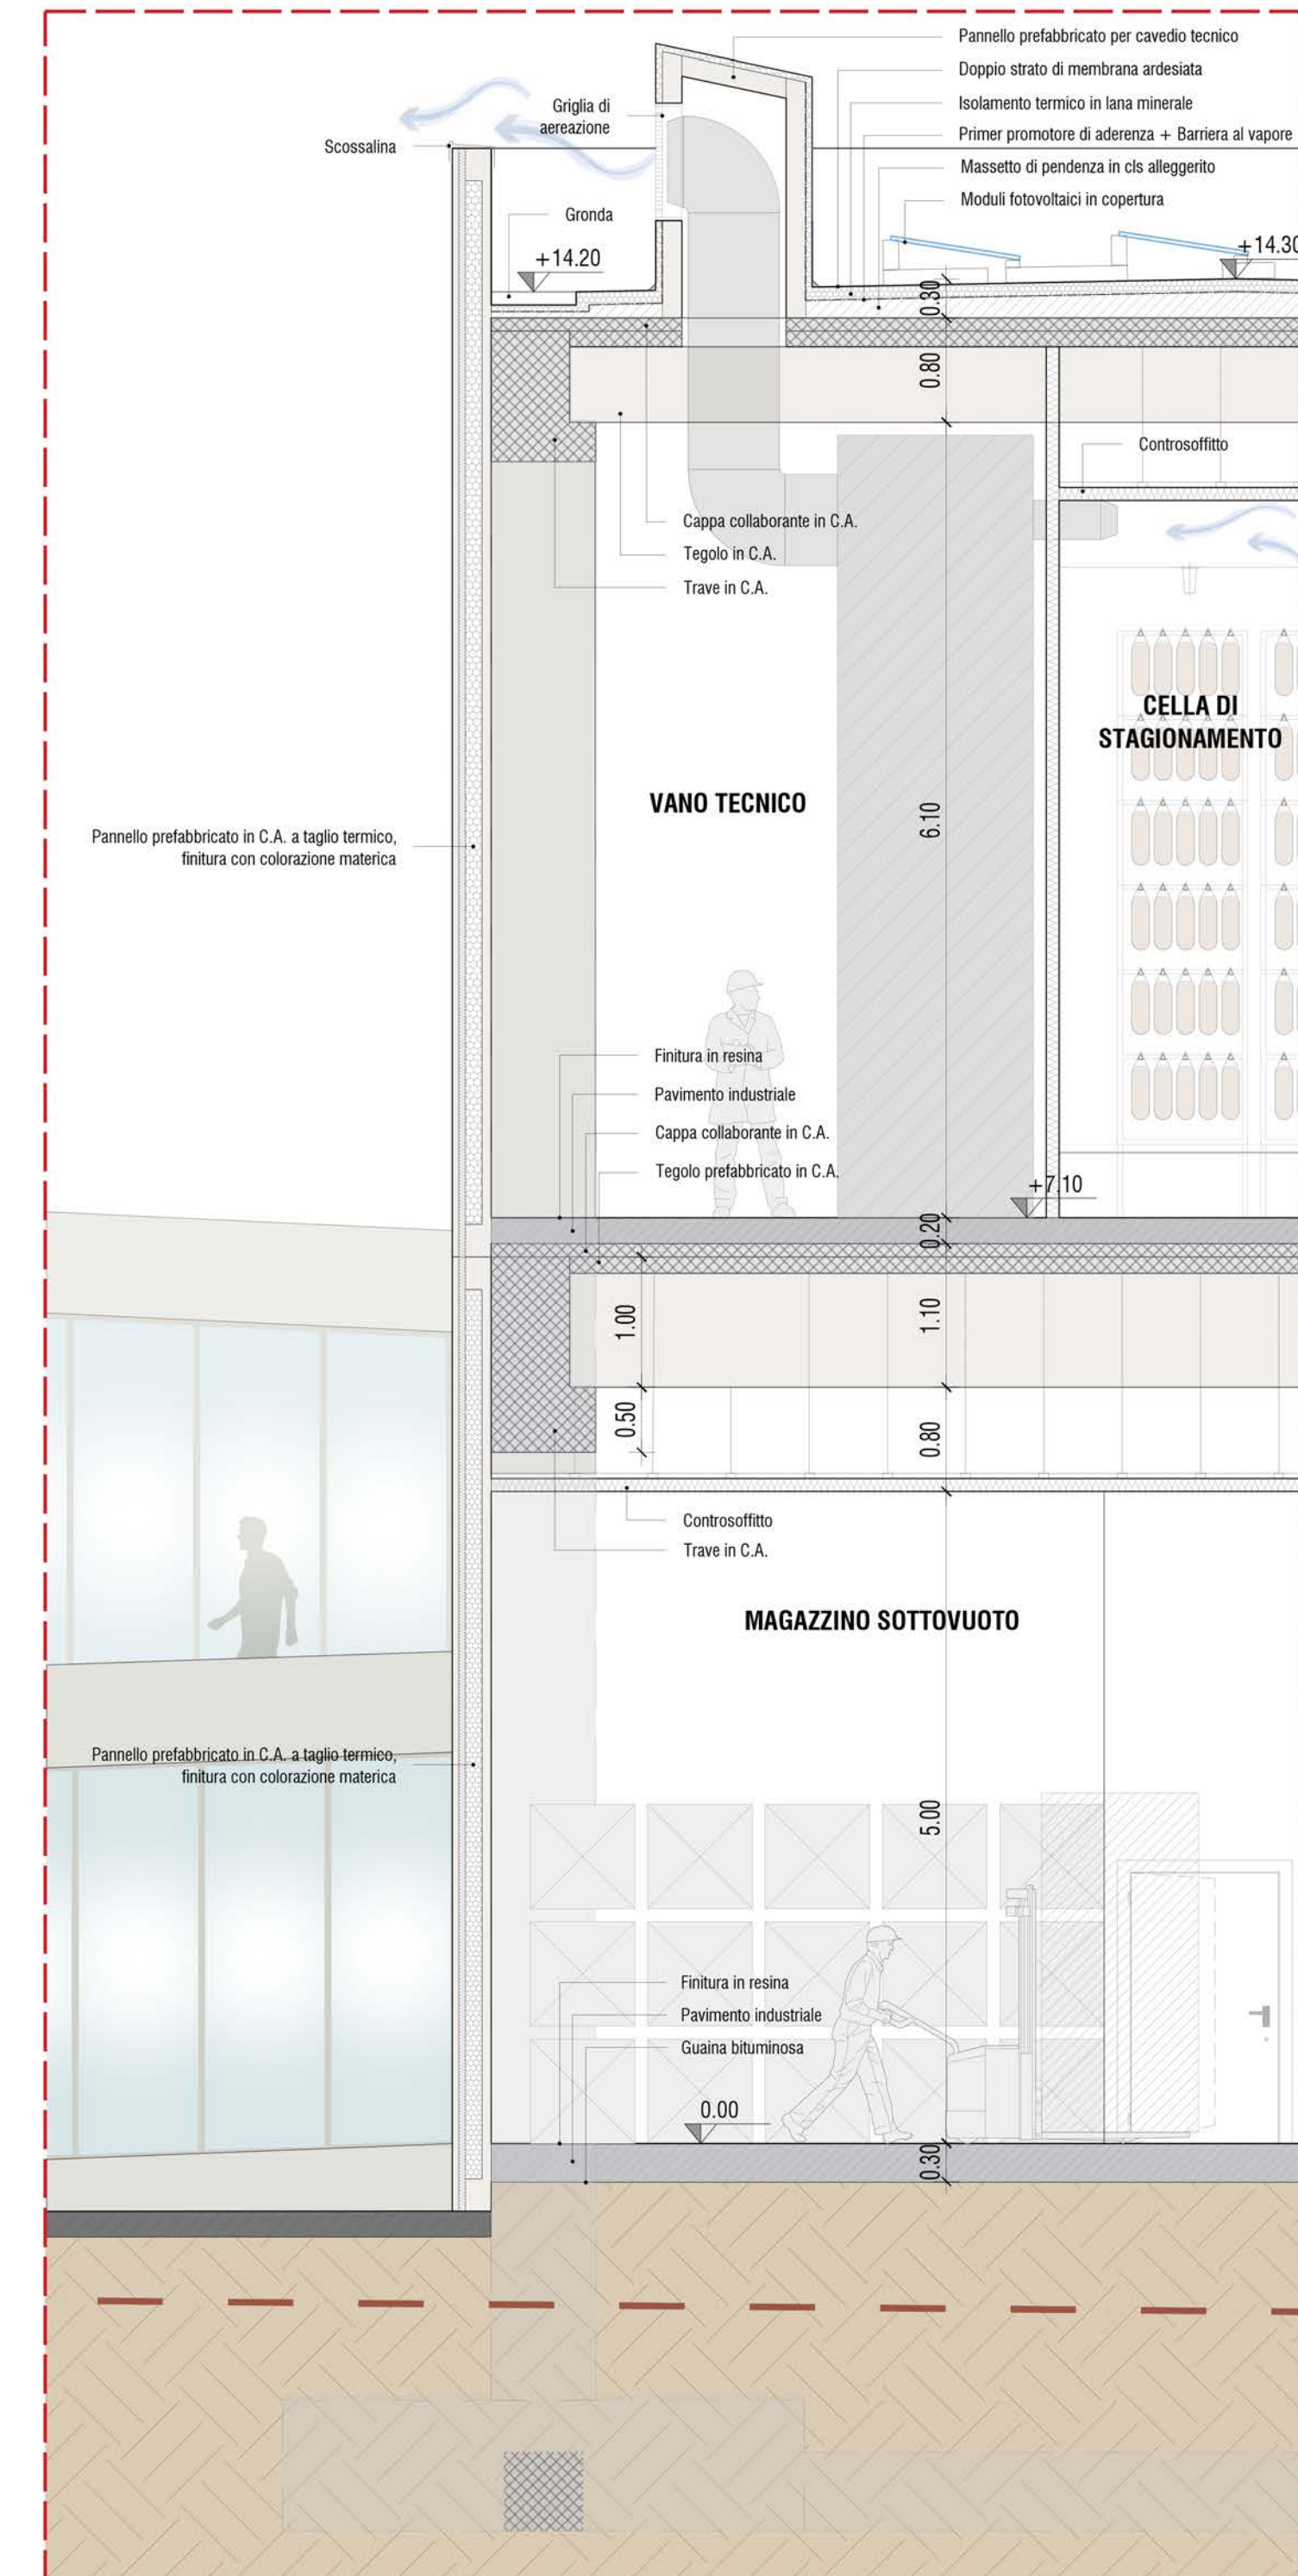 Pannello prefabbricato per cavedio tecnico
Doppio strato di membrana ardesiata
Isolamento termico in lana minerale
Primer promotore di aderenza + Barriera al vapore
Massetto di pendenza in cls alleggerito
Moduli fotovoltaici in copertura
Griglia di
aereazione
Scossalina
Gronda
+14.20
+14.30
0.30
0.80
Controsoffitto
Cappa collaborante in C.A.
Tegolo in C.A.
Trave in C.A.
CELLA DI
STAGIONAMENTO
VANO TECNICO
6.10
Pannello prefabbricato in C.A. a taglio termico,
finitura con colorazione materica
Finitura in resina
Pavimento industriale
Cappa collaborante in C.A.
Tegolo prefabbricato in C.A.
+7.10
0.20
1.00
1.10
0.50
0.80
Controsoffitto
Trave in C.A.
MAGAZZINO SOTTOVUOTO
Pannello prefabbricato in C.A. a taglio termico,
finitura con colorazione materica
5.00
Finitura in resina
Pavimento industriale
Guaina bituminosa
0.00
0.30